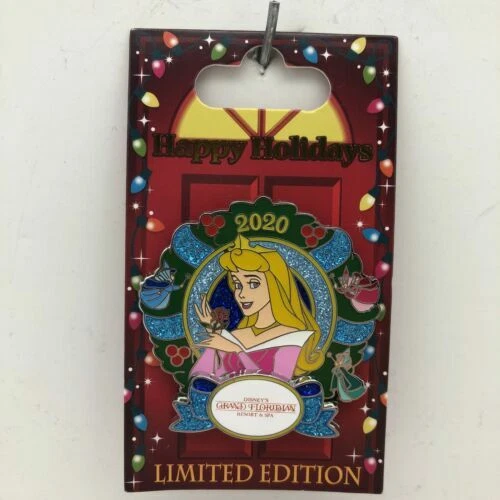 Happy Holidays
2020
DISNEY'S
GRAND FLORIDIAN
RESORT & SPA
LIMITED EDITION